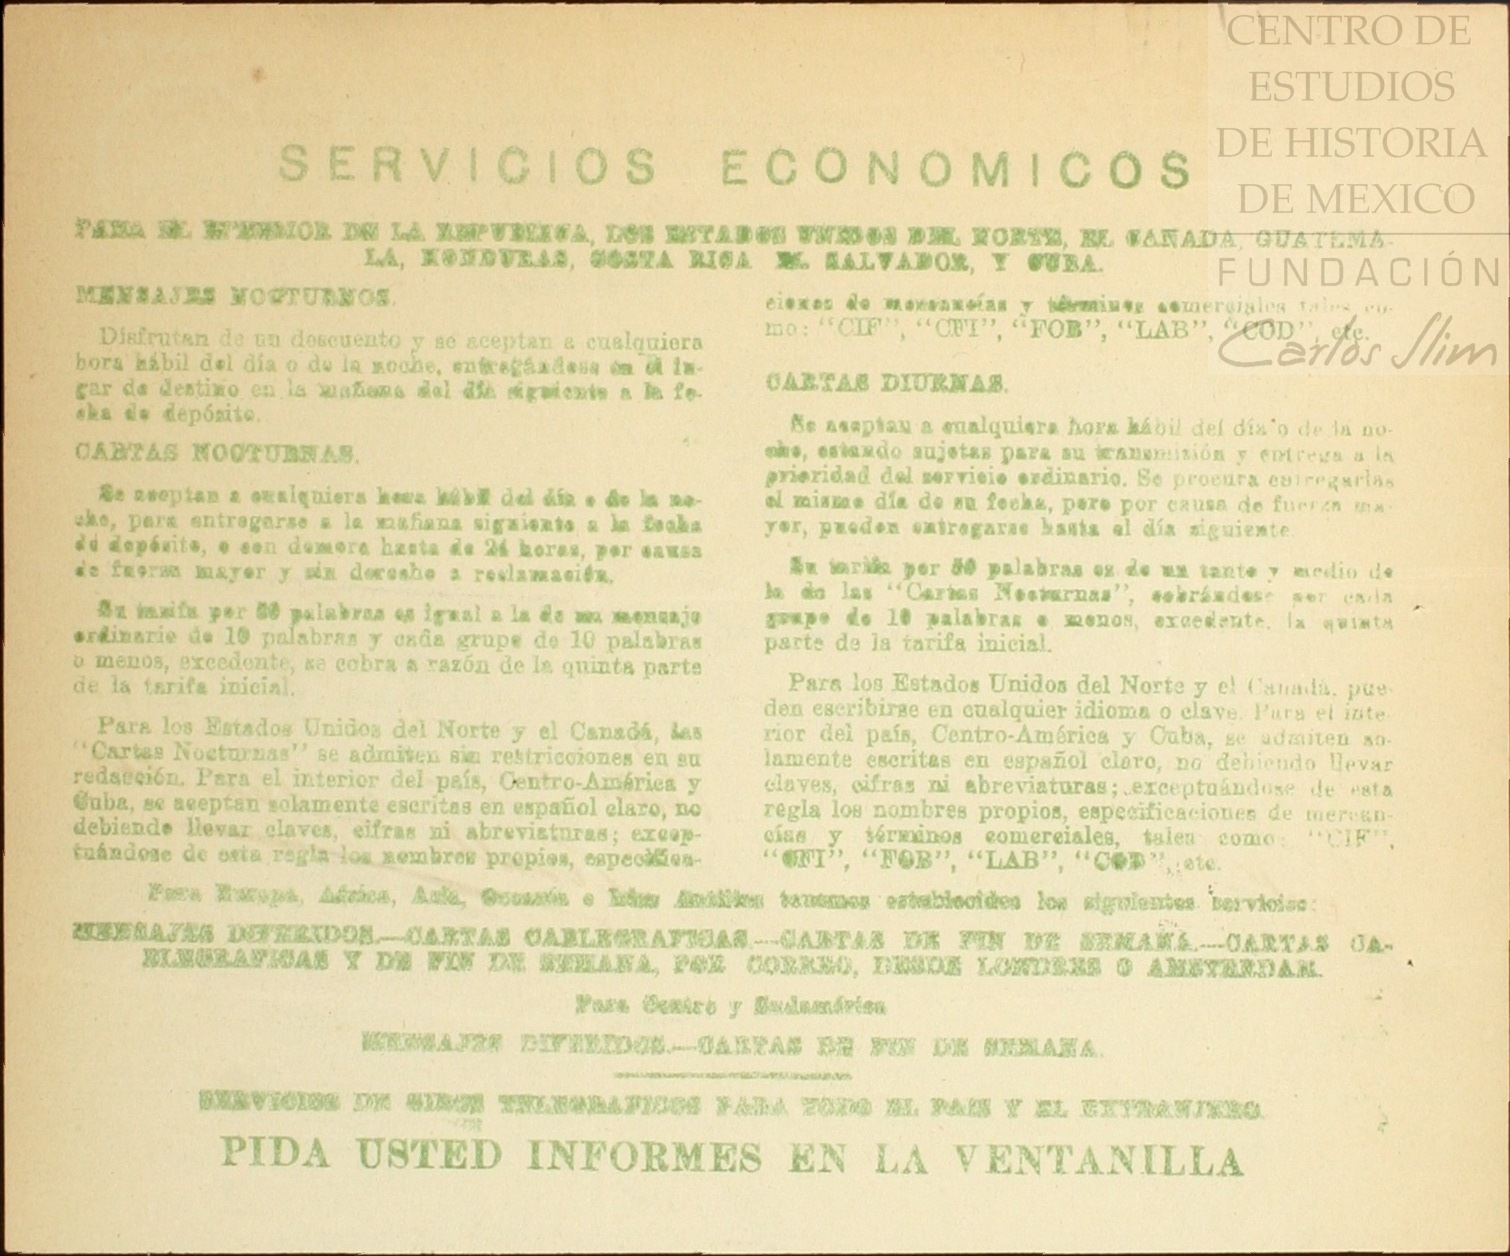 CENTRO DE
ESTUDIOS
DE HISTORIA
DE MEXICO
FUNDACIÓN
Carlos Slim
SERVICIOS ECONOMICOS
PARA EL INTERIOR DE LA REPUBLICA, LOS ESTADOS UNIDOS DEL NORTE, EL CANADA, GUATEMA-
LA, HONDURAS, COSTA RICA EL SALVADOR, Y CUBA.
MENSAJES NOCTURNOS.
Disfrutan de un descuento y se aceptan a cualquiera
hora hábil del día o de la noche, entregándose en el lu-
gar de destino en la mañana del día siguiente a la fe-
cha de depósito.
CARTAS NOCTURNAS.
Se aceptan a cualquiera hora hábil del día o de la no-
che, para entregarse a la mañana siguiente a la fecha
de depósito, o con demora hasta de 24 horas, por causa
de fuerza mayor y sin derecho a reclamación.
Su tarifa por 50 palabras es igual a la de un mensaje
ordinario de 10 palabras y cada grupo de 10 palabras
o menos, excedente, se cobra a razón de la quinta parte
de la tarifa inicial.
Para los Estados Unidos del Norte y el Canadá, las
"Cartas Nocturnas" se admiten sin restricciones en su
redacción. Para el interior del país, Centro-América y
Cuba, se aceptan solamente escritas en español claro, no
debiendo llevar claves, cifras ni abreviaturas; excep-
tuándose de esta regla los nombres propios, especifica-
ciones de mercancías y términos comerciales tales co-
mo: "CIF", "CFI", "FOB", "LAB", "COD", etc.
CARTAS DIURNAS.
Se aceptan a cualquiera hora hábil del día o de la no-
che, estando sujetas para su transmisión y entrega a la
prioridad del servicio ordinario. Se procura entregarlas
el mismo día de su fecha, pero por causa de fuerza ma-
yor, pueden entregarse hasta el día siguiente.
Su tarifa por 50 palabras es de un tanto y medio de
la de las "Cartas Nocturnas", cobrándose por cada
grupo de 10 palabras o menos, excedente, la quinta
parte de la tarifa inicial.
Para los Estados Unidos del Norte y el Canadá, pue-
den escribirse en cualquier idioma o clave. Para el inte-
rior del país, Centro-América y Cuba, se admiten so-
lamente escritas en español claro, no debiendo llevar
claves, cifras ni abreviaturas; exceptuándose de esta
regla los nombres propios, especificaciones de mercan-
cías y términos comerciales, tales como: "CIF",
"CFI", "FOB", "LAB", "COD", etc.
Para Europa, Africa, Asia, Oceanía e Islas Antillas tenemos establecidos los siguientes servicios:
MENSAJES DIFERIDOS.—CARTAS CABLEGRAFICAS.—CARTAS DE FIN DE SEMANA.—CARTAS CA-
BLEGRAFICAS Y DE FIN DE SEMANA, POR CORREO, DESDE LONDRES O AMSTERDAM.
Para Centro y Sudamérica
MENSAJES DIFERIDOS.—CARTAS DE FIN DE SEMANA.
SERVICIOS DE GIROS TELEGRAFICOS PARA TODO EL PAIS Y EL EXTRANJERO
PIDA USTED INFORMES EN LA VENTANILLA